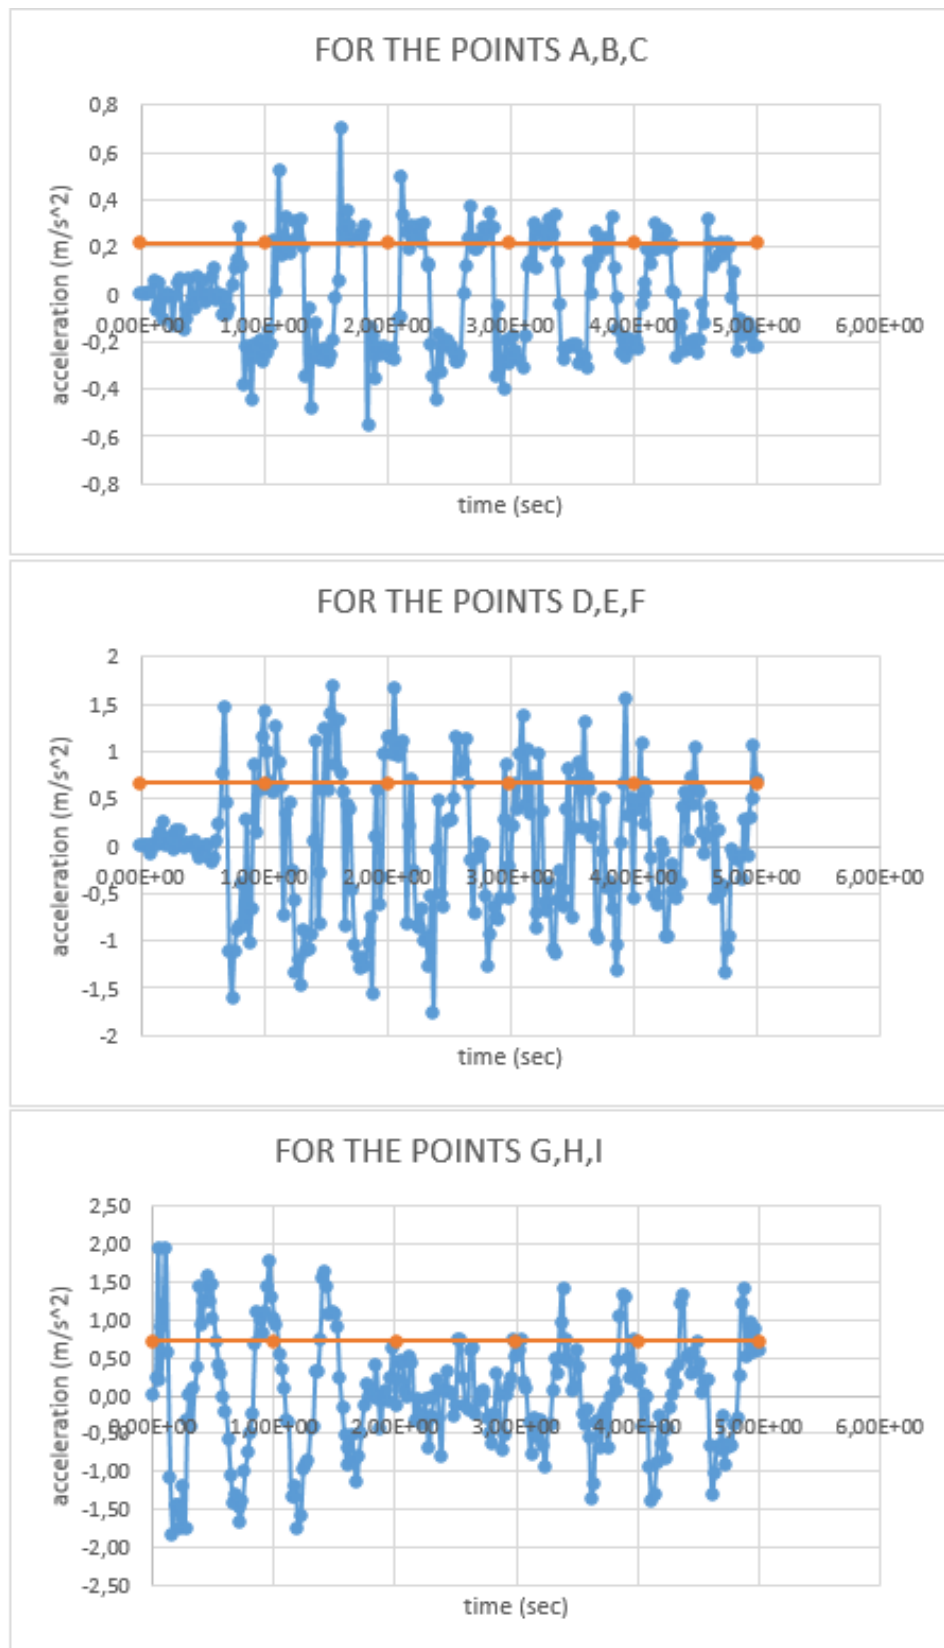 FOR THE POINTS A,B,C
acceleration (m/s^2)
0,8
0,6
0,4
0,2
0
-0,2
-0,4
-0,6
-0,8
0,00E+00 1,00E+00 2,00E+00 3,00E+00 4,00E+00 5,00E+00 6,00E+00
time (sec)
FOR THE POINTS D,E,F
acceleration (m/s^2)
2
1,5
1
0,5
0
-0,5
-1
-1,5
-2
0,00E+00 1,00E+00 2,00E+00 3,00E+00 4,00E+00 5,00E+00 6,00E+00
time (sec)
FOR THE POINTS G,H,I
acceleration (m/s^2)
2,50
2,00
1,50
1,00
0,50
0,00
-0,50
-1,00
-1,50
-2,00
-2,50
0,00E+00 1,00E+00 2,00E+00 3,00E+00 4,00E+00 5,00E+00 6,00E+00
time (sec)